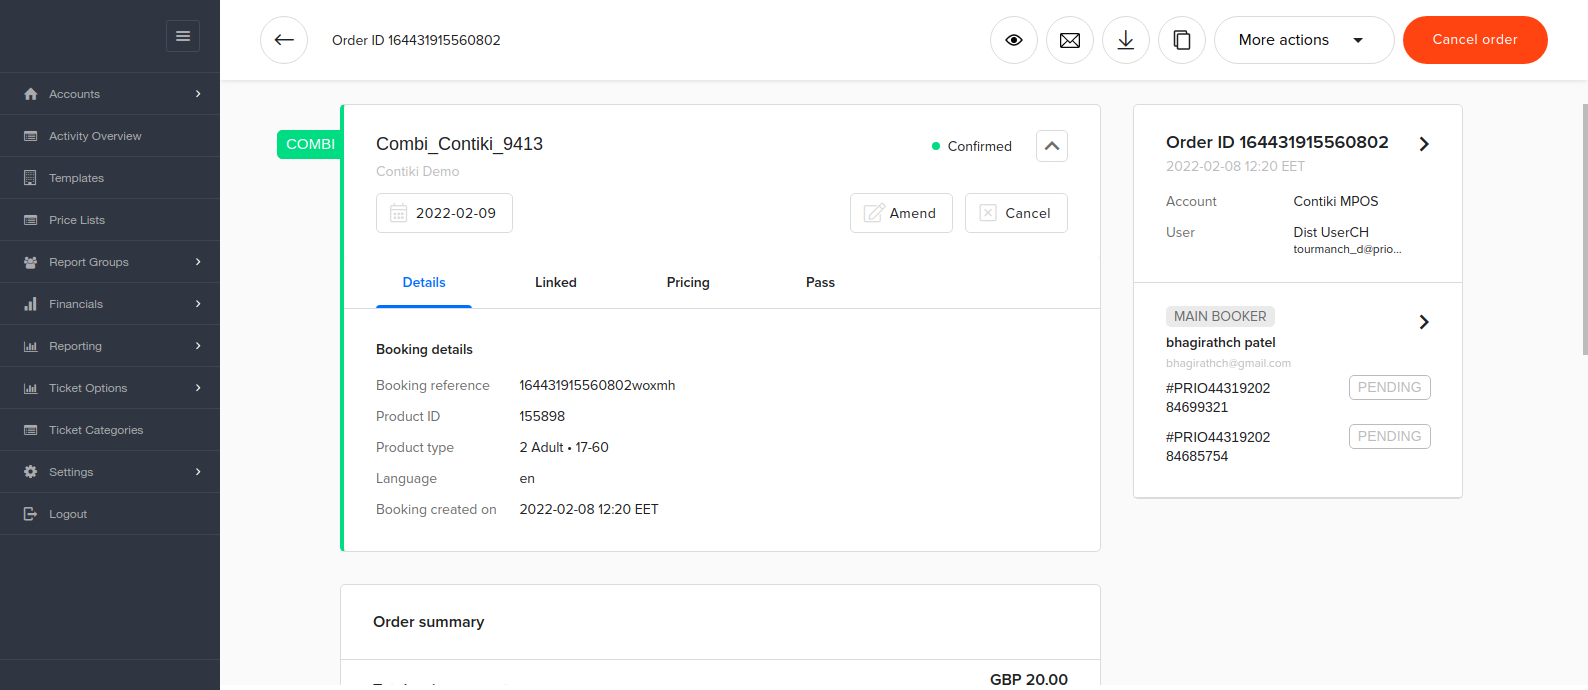 Order ID 164431915560802
More actions
Cancel order
Accounts
Activity Overview
Templates
Price Lists
Report Groups
Financials
Reporting
Ticket Options
Ticket Categories
Settings
Logout
COMBI
Combi_Contiki_9413
Confirmed
Contiki Demo
2022-02-09
Amend
Cancel
Details
Linked
Pricing
Pass
Booking details
Booking reference 164431915560802woxmh
Product ID 155898
Product type 2 Adult • 17-60
Language en
Booking created on 2022-02-08 12:20 EET
Order summary
GBP 20.00
Order ID 164431915560802
2022-02-08 12:20 EET
Account Contiki MPOS
User Dist UserCH
tourmanch_d@prio...
MAIN BOOKER
bhagirathch patel
bhagirathch@gmail.com
#PRIO44319202 PENDING
84699321
#PRIO44319202 PENDING
84685754